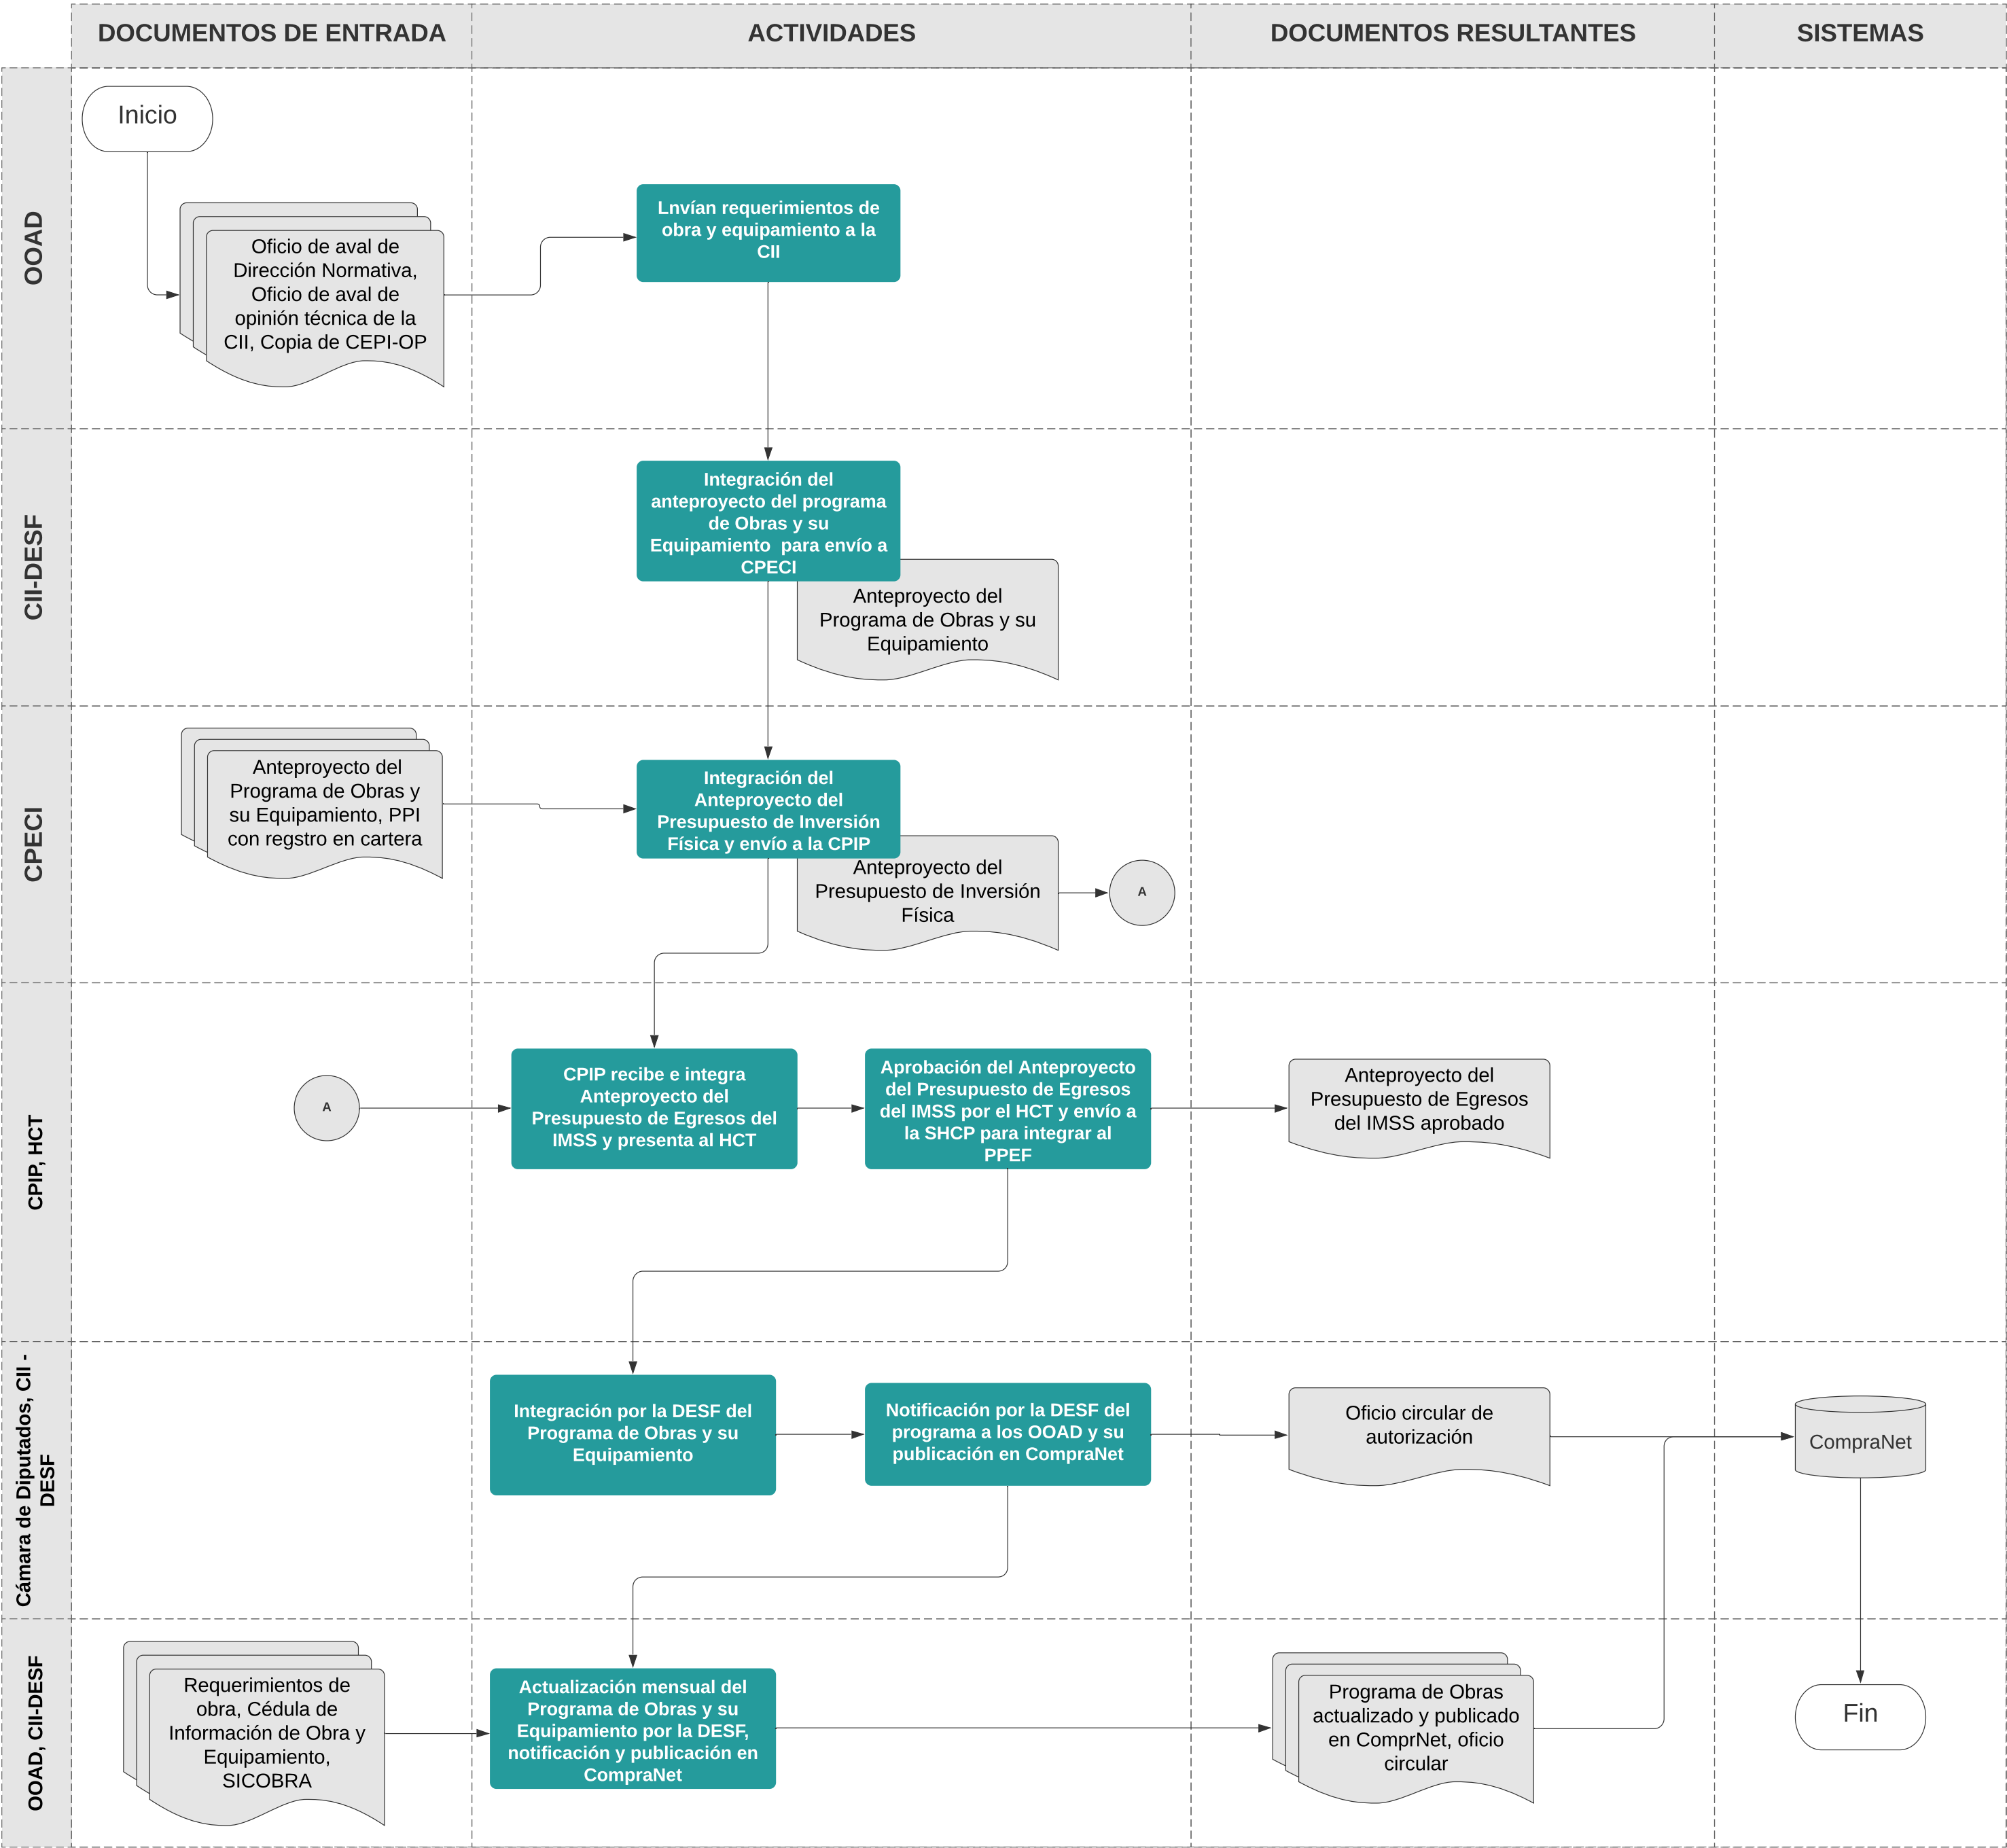 DOCUMENTOS DE ENTRADA
ACTIVIDADES
DOCUMENTOS RESULTANTES
SISTEMAS
OOAD
Inicio
Oficio de aval de
Dirección Normativa,
Oficio de aval de
opinión técnica de la
CII, Copia de CEPI-OP
Lnvían requerimientos de
obra y equipamiento a la
CII
CII-DESF
Integración del
anteproyecto del programa
de Obras y su
Equipamiento  para envío a
CPECI
Anteproyecto del
Programa de Obras y su
Equipamiento
CPECI
Anteproyecto del
Programa de Obras y
su Equipamiento, PPI
con regstro en cartera
Integración del
Anteproyecto del
Presupuesto de Inversión
Física y envío a la CPIP
Anteproyecto del
Presupuesto de Inversión
Física
A
CPIP, HCT
A
CPIP recibe e integra
Anteproyecto del
Presupuesto de Egresos del
IMSS y presenta al HCT
Aprobación del Anteproyecto
del Presupuesto de Egresos
del IMSS por el HCT y envío a
la SHCP para integrar al
PPEF
Anteproyecto del
Presupuesto de Egresos
del IMSS aprobado
Cámara de Diputados, CII -
DESF
Integración por la DESF del
Programa de Obras y su
Equipamiento
Notificación por la DESF del
programa a los OOAD y su
publicación en CompraNet
Oficio circular de
autorización
CompraNet
OOAD, CII-DESF
Requerimientos de
obra, Cédula de
Información de Obra y
Equipamiento,
SICOBRA
Actualización mensual del
Programa de Obras y su
Equipamiento por la DESF,
notificación y publicación en
CompraNet
Programa de Obras
actualizado y publicado
en ComprNet, oficio
circular
Fin